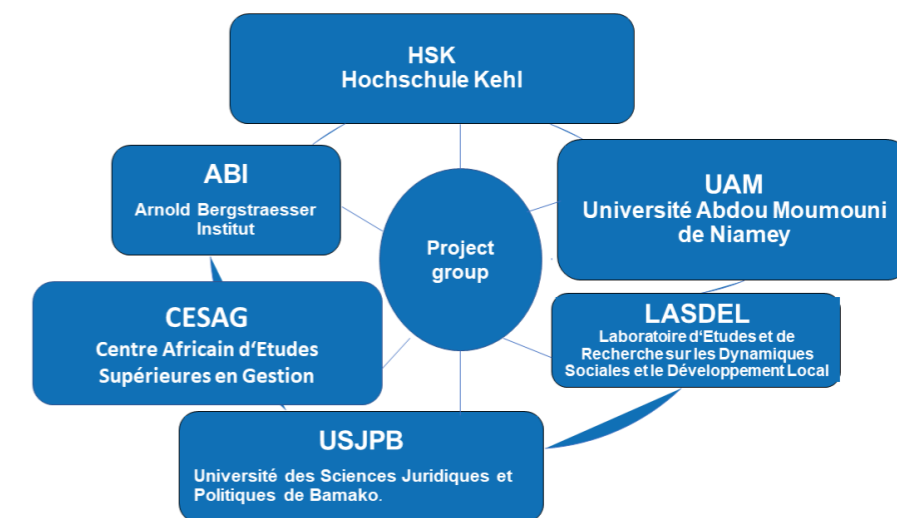 HSK
Hochschule Kehl
ABI
Arnold Bergstraesser
Institut
UAM
Université Abdou Moumouni
de Niamey
Project
group
CESAG
Centre Africain d‘Etudes
Supérieures en Gestion
LASDEL
Laboratoire d‘Etudes et de
Recherche sur les Dynamiques
Sociales et le Développement Local
USJPB
Université des Sciences Juridiques et
Politiques de Bamako.